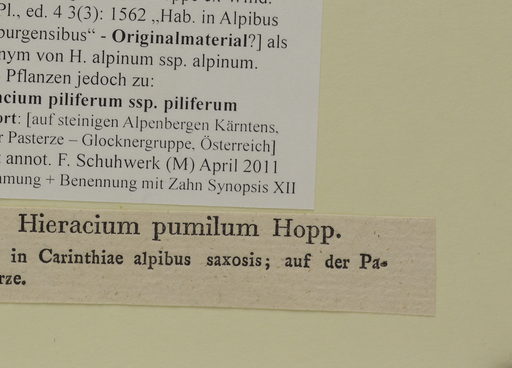 Pl., ed. 4 3(3): 1562 „Hab. in Alpibus
burgensibus“ - Originalmaterial?] als
nym von H. alpinum ssp. alpinum.
Pflanzen jedoch zu:
acium piliferum ssp. piliferum
ort: [auf steinigen Alpenbergen Kärntens,
r Pasterze – Glocknergruppe, Österreich]
annot. F. Schuhwerk (M) April 2011
mung + Benennung mit Zahn Synopsis XII
Hieracium pumilum Hopp.
in Carinthiae alpibus saxosis; auf der Pa-
rze.